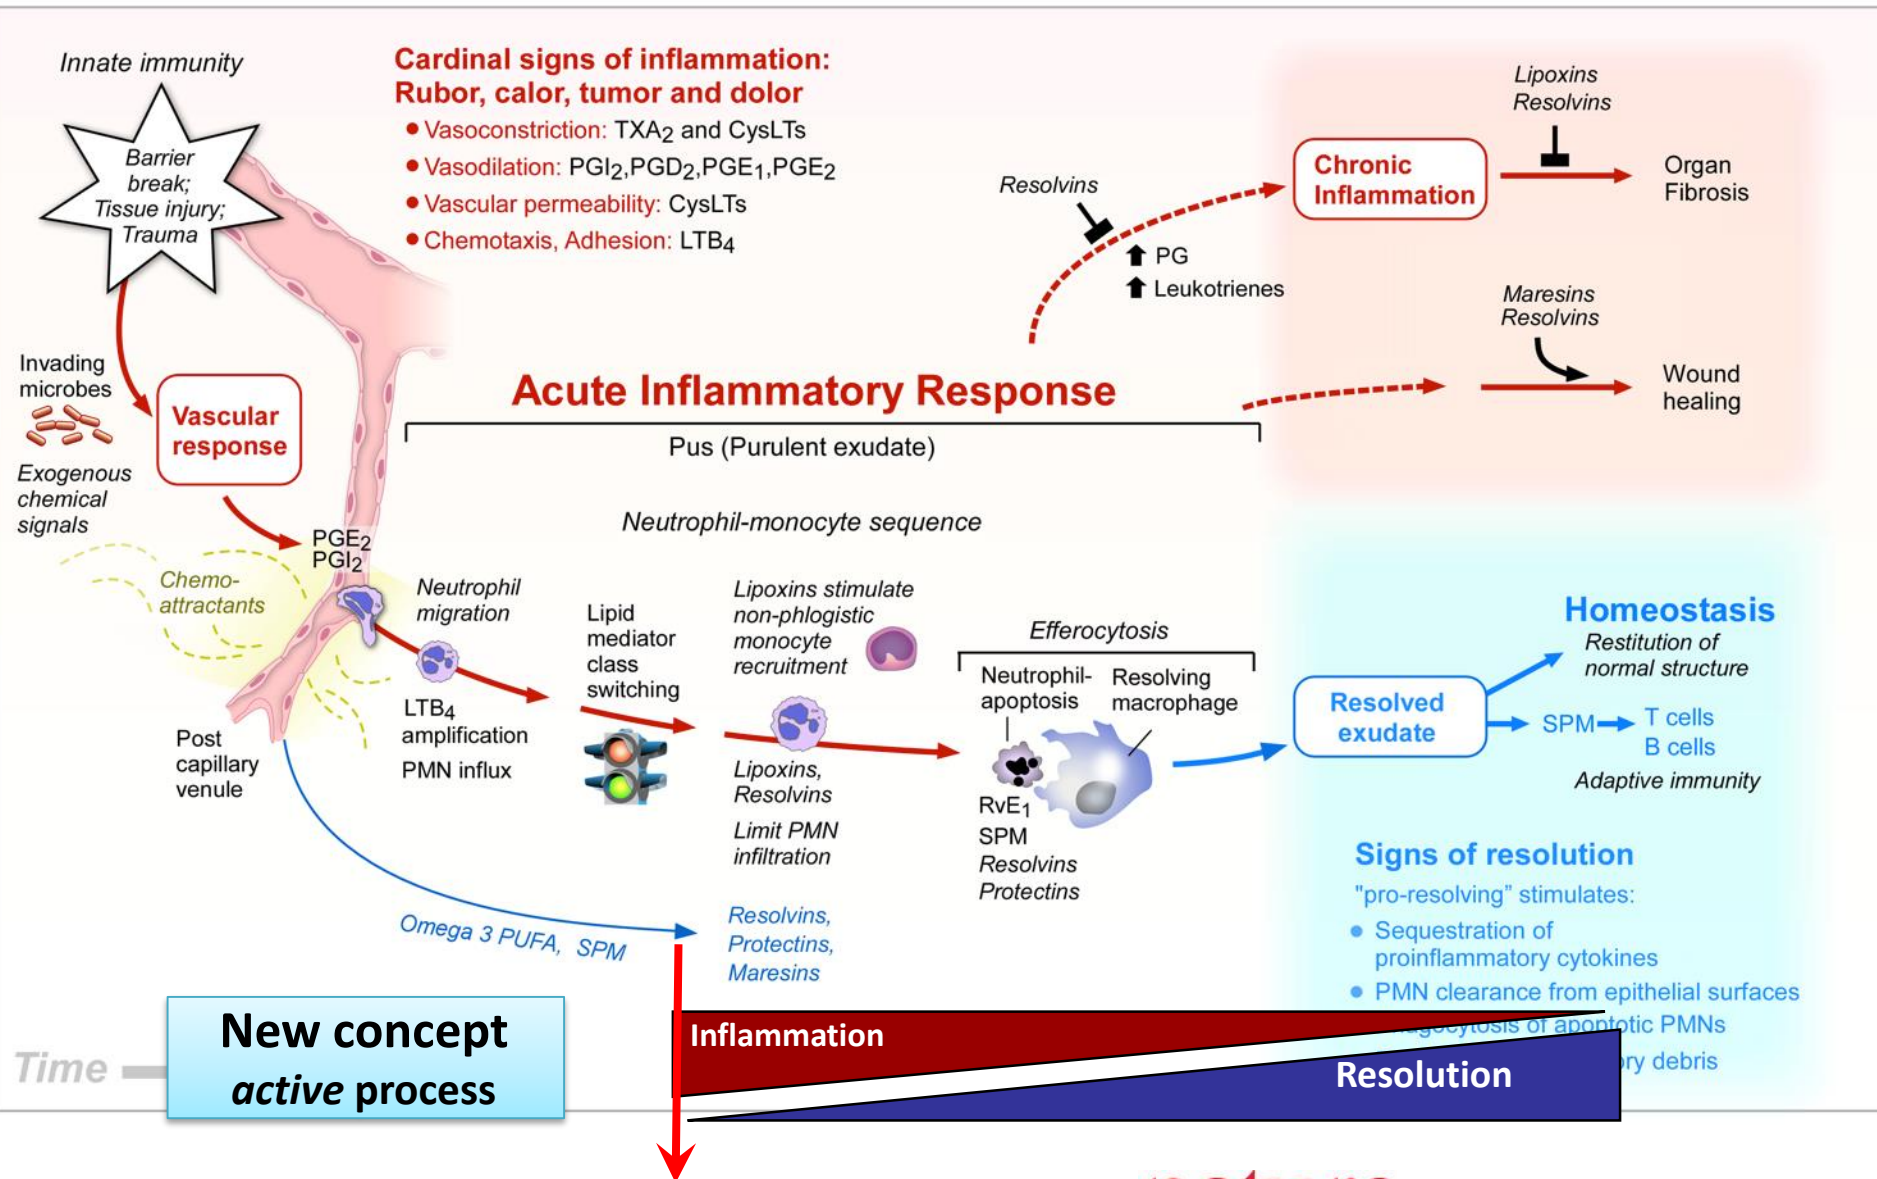 Innate immunity
Barrier
break;
Tissue injury;
Trauma
Cardinal signs of inflammation:
Rubor, calor, tumor and dolor
● Vasoconstriction: TXA2 and CysLTs
● Vasodilation: PGI2,PGD2,PGE1,PGE2
● Vascular permeability: CysLTs
● Chemotaxis, Adhesion: LTB4
Resolvins
PG
Leukotrienes
Chronic
Inflammation
Lipoxins
Resolvins
Organ
Fibrosis
Maresins
Resolvins
Wound
healing
Invading
microbes
Exogenous
chemical
signals
Vascular
response
Acute Inflammatory Response
Pus (Purulent exudate)
Neutrophil-monocyte sequence
PGE2
PGI2
Chemo-
attractants
Neutrophil
migration
LTB4
amplification
PMN influx
Post
capillary
venule
Lipid
mediator
class
switching
Lipoxins stimulate
non-phlogistic
monocyte
recruitment
Lipoxins,
Resolvins
Limit PMN
infiltration
Efferocytosis
Neutrophil-
apoptosis
Resolving
macrophage
RvE1
SPM
Resolvins
Protectins
Omega 3 PUFA, SPM
Resolvins,
Protectins,
Maresins
Resolved
exudate
Homeostasis
Restitution of
normal structure
SPM
T cells
B cells
Adaptive immunity
Signs of resolution
"pro-resolving” stimulates:
● Sequestration of
proinflammatory cytokines
● PMN clearance from epithelial surfaces
of apoptotic PMNs
debris
Time
New concept
active process
Inflammation
Resolution